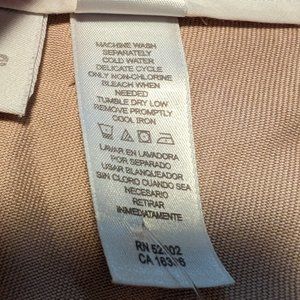 MACHINE WASH
SEPARATELY
COLD WATER
DELICATE CYCLE
ONLY NON-CHLORINE
BLEACH WHEN
NEEDED
TUMBLE DRY LOW
REMOVE PROMPTLY
COOL IRON
LAVAR EN LAVADORA
POR SEPARADO
USAR BLANQUEADOR
SIN CLORO CUANDO SEA
NECESARIO
RETIRAR
INMEDIATAMENTE
RN
CA